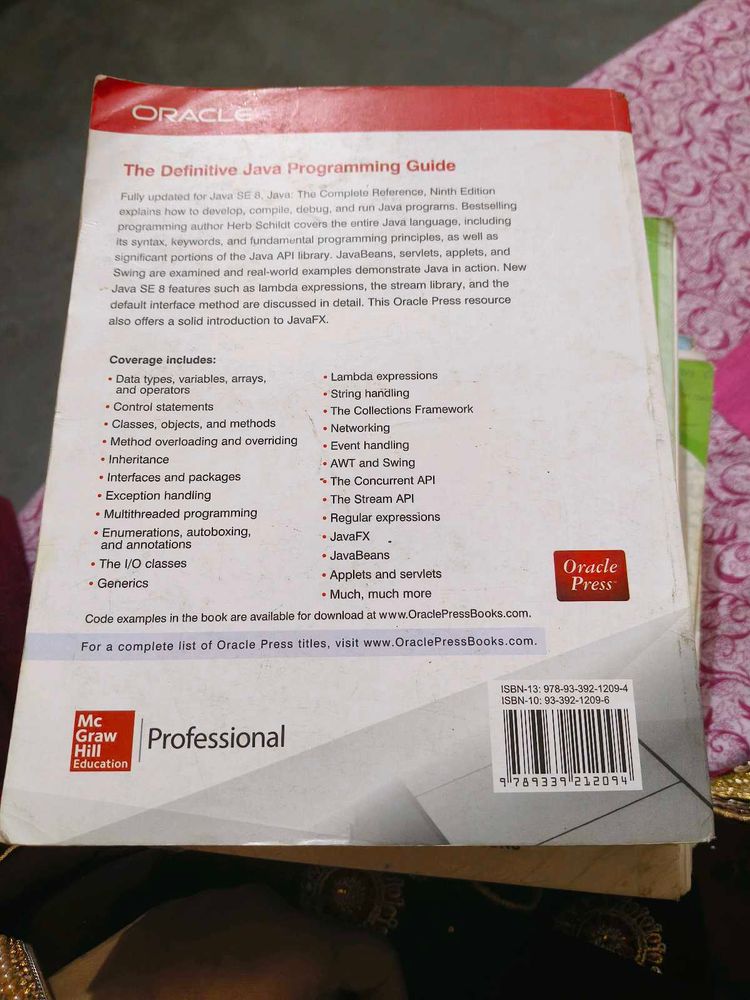 ORACLE
The Definitive Java Programming Guide
Fully updated for Java SE 8, Java: The Complete Reference, Ninth Edition
explains how to develop, compile, debug, and run Java programs. Bestselling
programming author Herb Schildt covers the entire Java language, including
its syntax, keywords, and fundamental programming principles, as well as
significant portions of the Java API library. JavaBeans, servlets, applets, and
Swing are examined and real-world examples demonstrate Java in action. New
Java SE 8 features such as lambda expressions, the stream library, and the
default interface method are discussed in detail. This Oracle Press resource
also offers a solid introduction to JavaFX.
Coverage includes:
• Data types, variables, arrays,
and operators
• Control statements
• Classes, objects, and methods
• Method overloading and overriding
• Inheritance
• Interfaces and packages
• Exception handling
• Multithreaded programming
• Enumerations, autoboxing,
and annotations
• The I/O classes
• Generics
• Lambda expressions
• String handling
• The Collections Framework
• Networking
• Event handling
• AWT and Swing
• The Concurrent API
• The Stream API
• Regular expressions
• JavaFX
• JavaBeans
• Applets and servlets
• Much, much more
Oracle
Press™
Code examples in the book are available for download at www.OraclePressBooks.com.
For a complete list of Oracle Press titles, visit www.OraclePressBooks.com.
Mc
Graw
Hill
Education
Professional
ISBN-13: 978-93-392-1209-4
ISBN-10: 93-392-1209-6
9 789339 212094